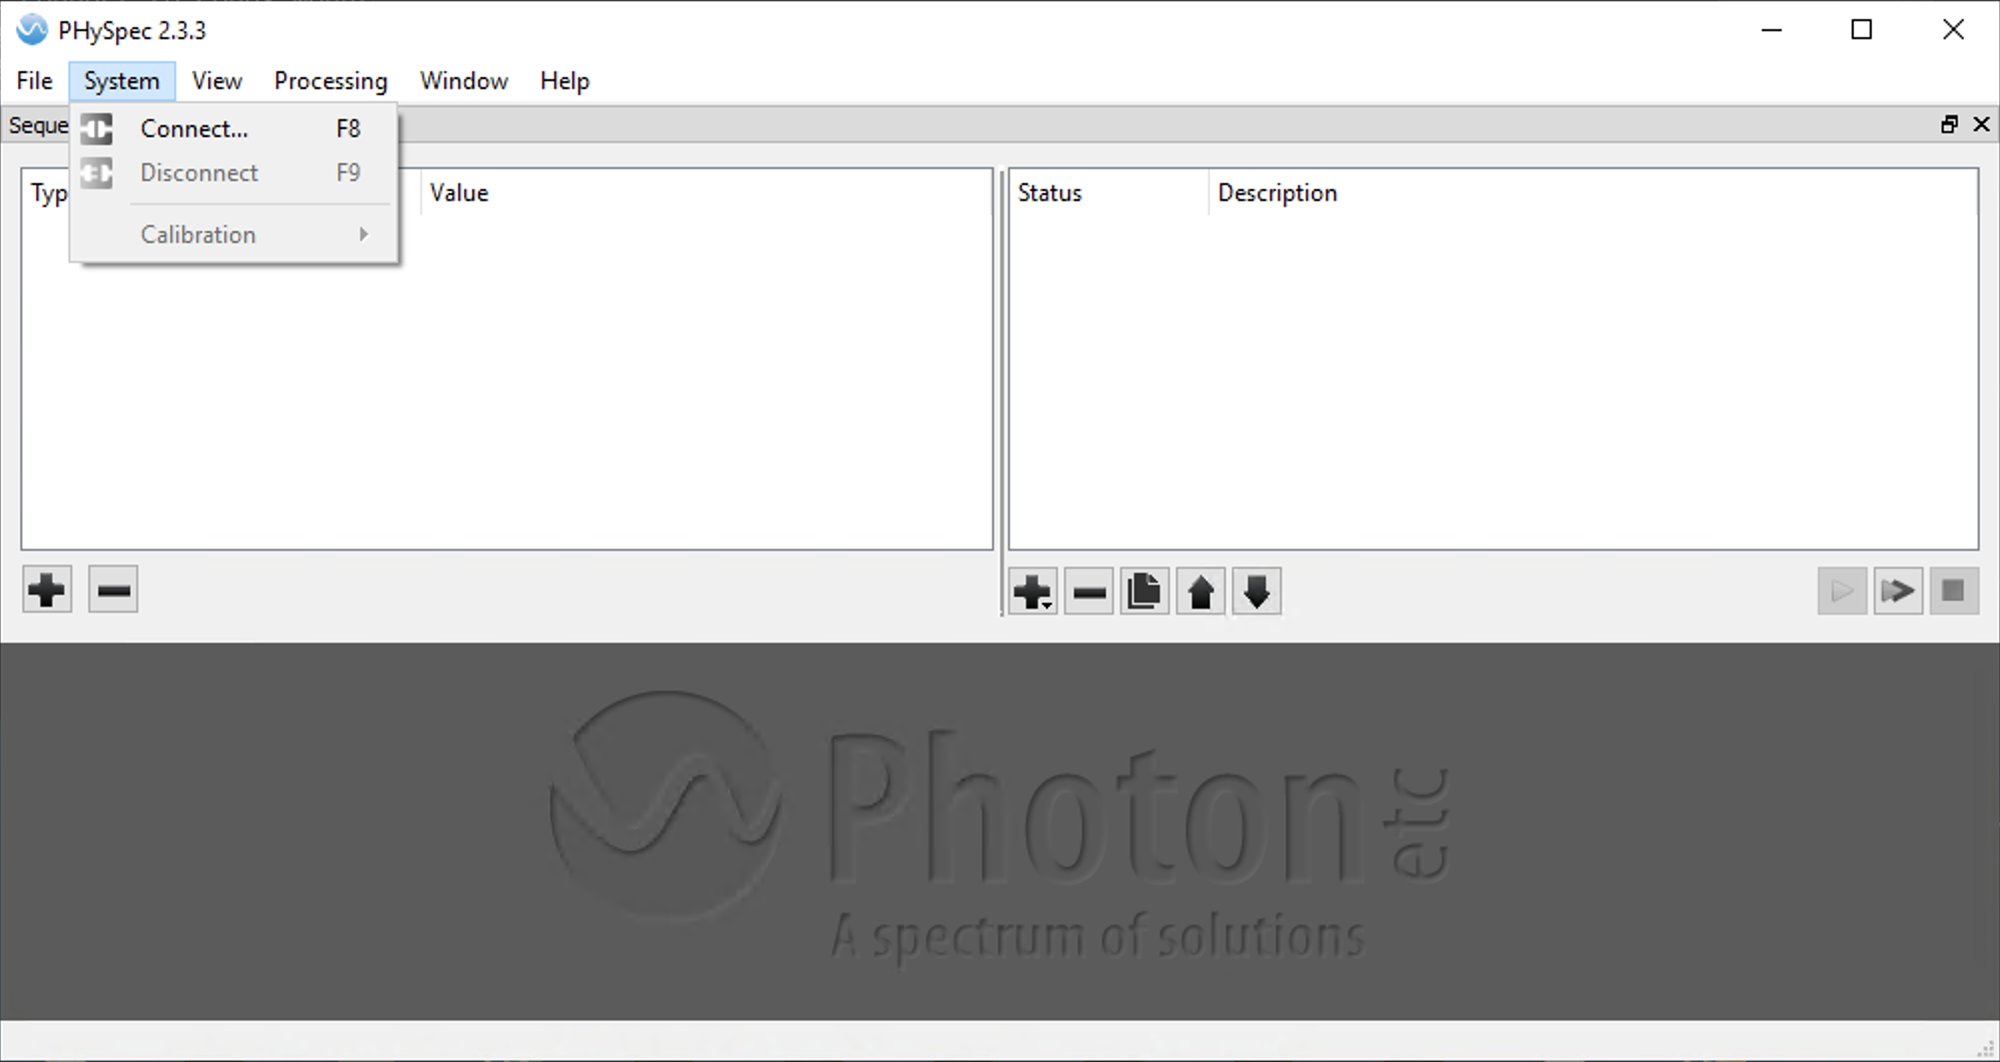 PHySpec 2.3.3
File System View Processing Window Help
Seque
Connect... F8
Disconnect F9
Calibration
Typ Value Status Description
Photon etc
A spectrum of solutions